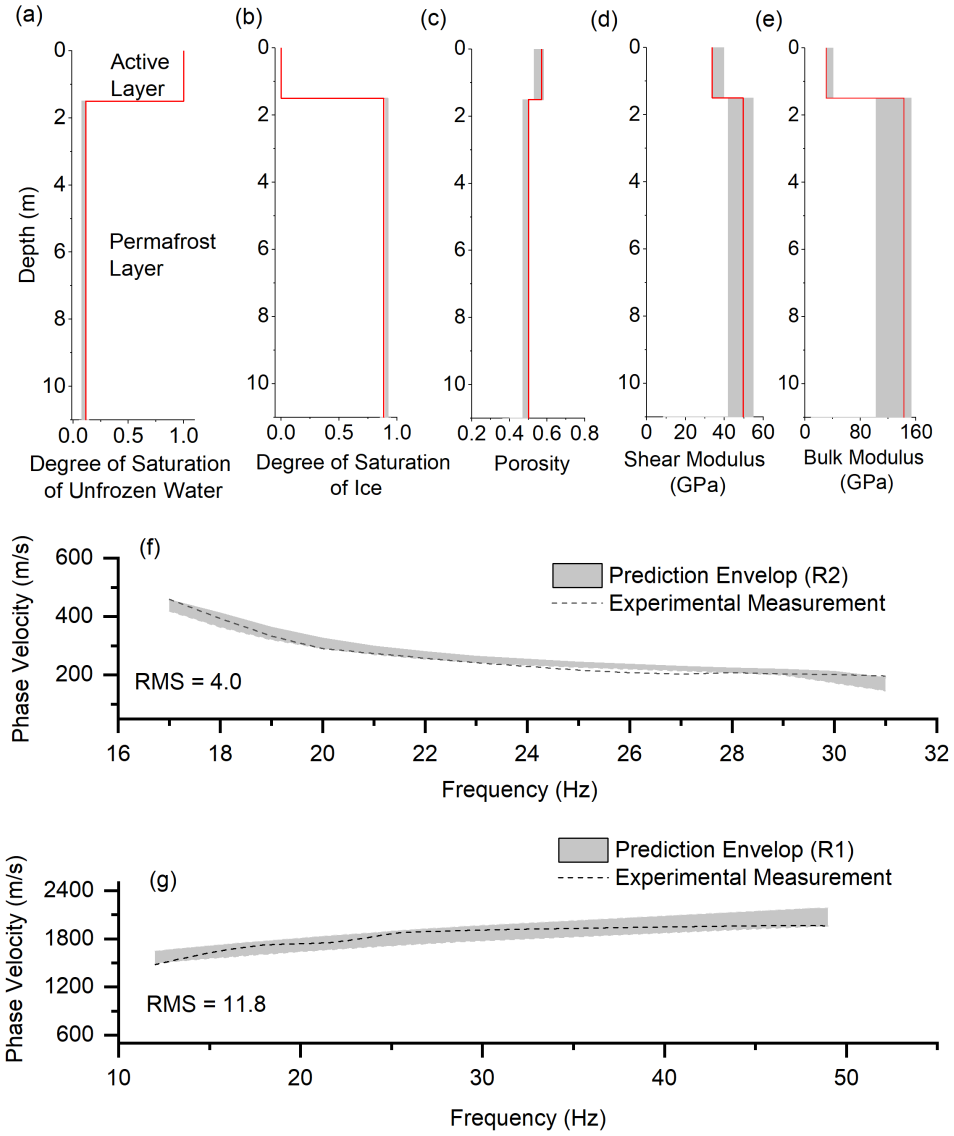 (a)
(b)
(c)
(d)
(e)
0
2
4
6
8
10
Depth (m)
Active
Layer
Permafrost
Layer
0.0 1.0
Degree of Saturation
of Unfrozen Water
0
2
4
6
8
10
0.0 0.5 1.0
Degree of Saturation
of Ice
0
2
4
6
8
10
0.2 0.4 0.6 0.8
Porosity
0
2
4
6
8
10
0 20 40 60
Shear Modulus
(GPa)
0
2
4
6
8
10
0 80 160
Bulk Modulus
(GPa)
(f)
600
400
200
Phase Velocity (m/s)
Prediction Envelop (R2)
Experimental Measurement
RMS = 4.0
16 18 20 22 24 26 28 30 32
Frequency (Hz)
(g)
2400
1800
1200
600
Phase Velocity (m/s)
Prediction Envelop (R1)
Experimental Measurement
RMS = 11.8
10 20 30 40 50
Frequency (Hz)